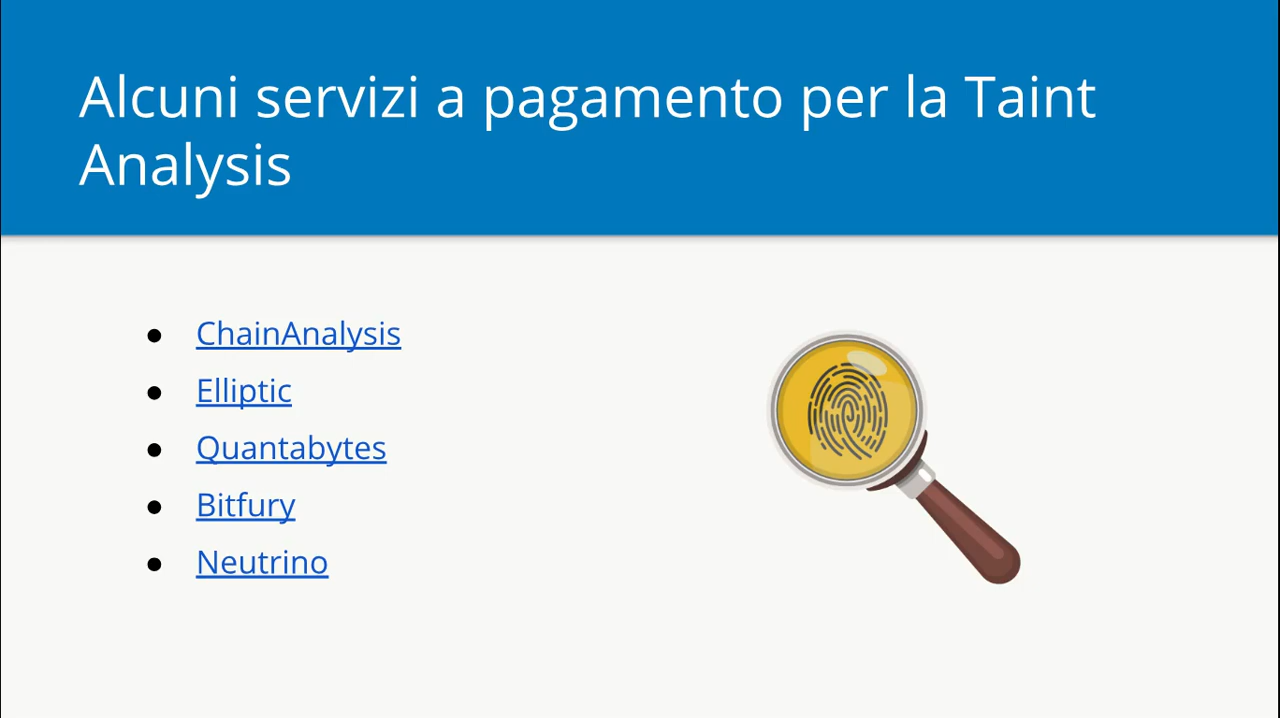 Alcuni servizi a pagamento per la Taint
Analysis
● ChainAnalysis
● Elliptic
● Quantabytes
● Bitfury
● Neutrino